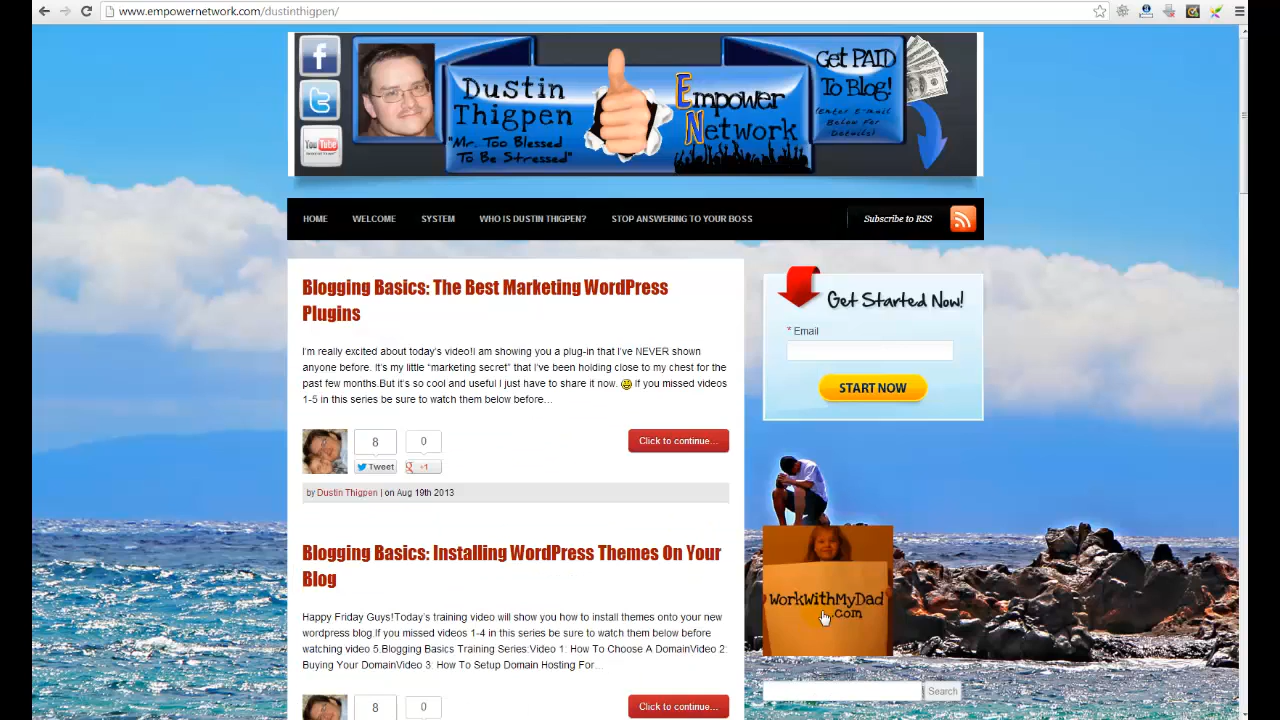 www.empowernetwork.com/dustinthigpen/
f
t
YouTube
Dustin
Thigpen
"Mr. Too Blessed
To Be Stressed"
Empower
Network
Get PAID
To Blog!
(Enter E-mail
Below For
Details!)
HOME WELCOME SYSTEM WHO IS DUSTIN THIGPEN? STOP ANSWERING TO YOUR BOSS Subscribe to RSS
Blogging Basics: The Best Marketing WordPress
Plugins
I'm really excited about today's video!I am showing you a plug-in that I've NEVER shown
anyone before. It's my little "marketing secret" that I've been holding close to my chest for the
past few months.But it's so cool and useful I just have to share it now. If you missed videos
1-5 in this series be sure to watch them below before…
8 0
Tweet +1
Click to continue...
by Dustin Thigpen | on Aug 19th 2013
Blogging Basics: Installing WordPress Themes On Your
Blog
Happy Friday Guys!Today's training video will show you how to install themes onto your new
wordpress blog.If you missed videos 1-4 in this series be sure to watch them below before
watching video 5.Blogging Basics Training Series:Video 1: How To Choose A DomainVideo 2:
Buying Your DomainVideo 3: How To Setup Domain Hosting For…
8 0
Click to continue...
Get Started Now!
* Email
START NOW
WorkWithMyDad
.com
Search